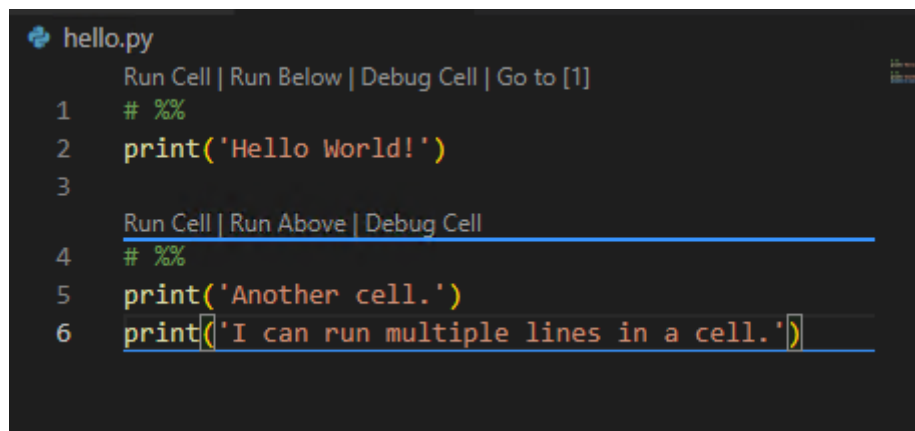 hello.py
Run Cell | Run Below | Debug Cell | Go to [1]
1 # %%
2 print('Hello World!')
3
Run Cell | Run Above | Debug Cell
4 # %%
5 print('Another cell.')
6 print('I can run multiple lines in a cell.')